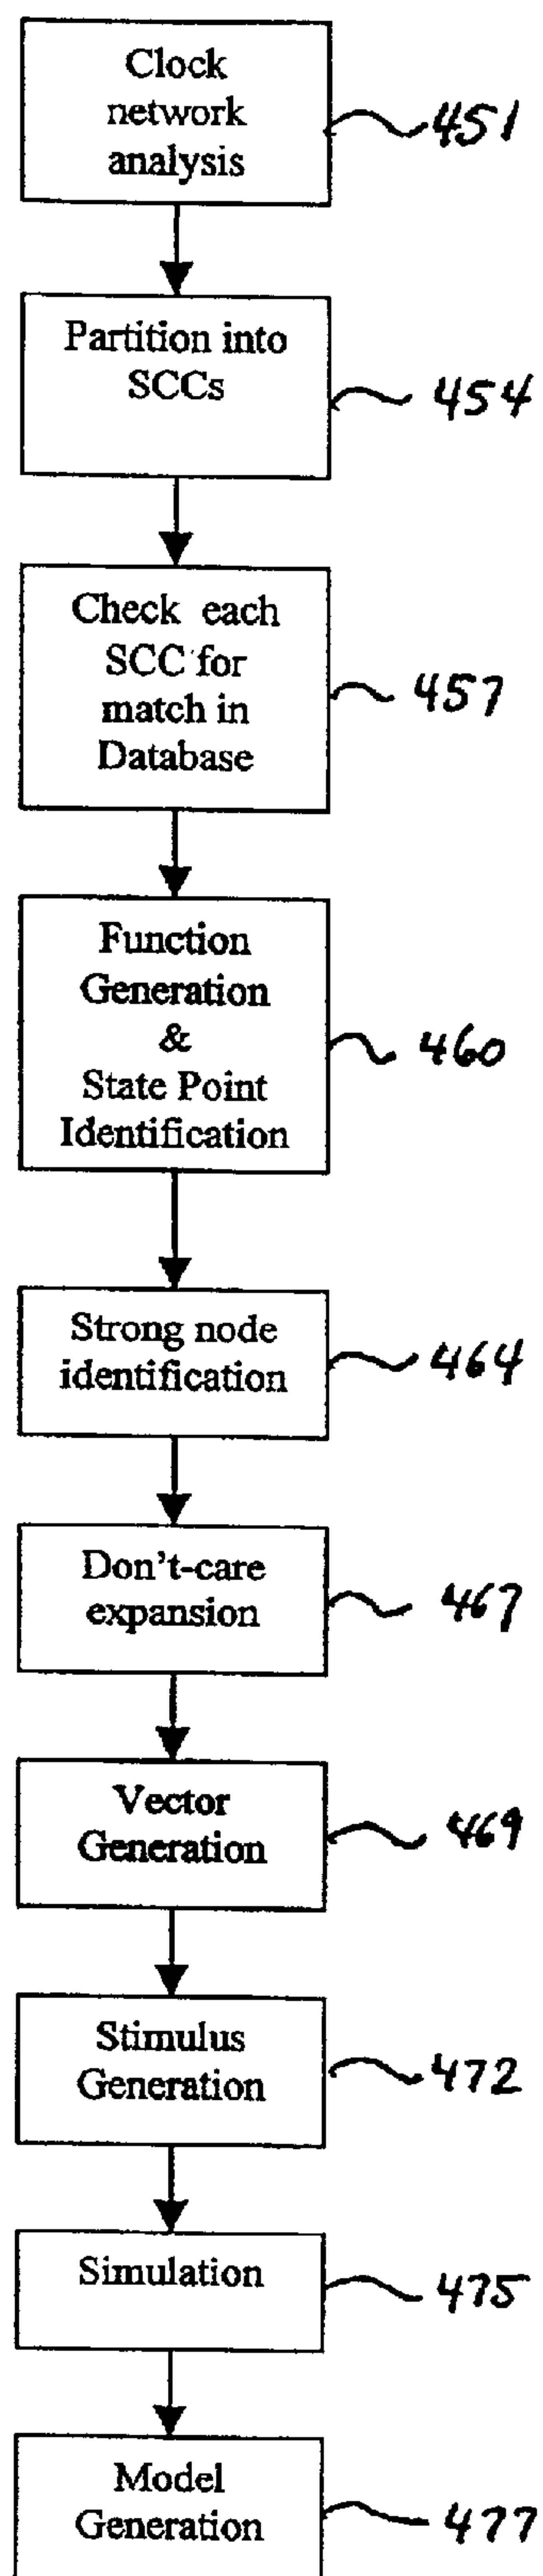 Clock
network
analysis
451
Partition into
SCCs
454
Check each
SCC for
match in
Database
457
Function
Generation
&
State Point
Identification
460
Strong node
identification
464
Don't-care
expansion
467
Vector
Generation
469
Stimulus
Generation
472
Simulation
475
Model
Generation
477